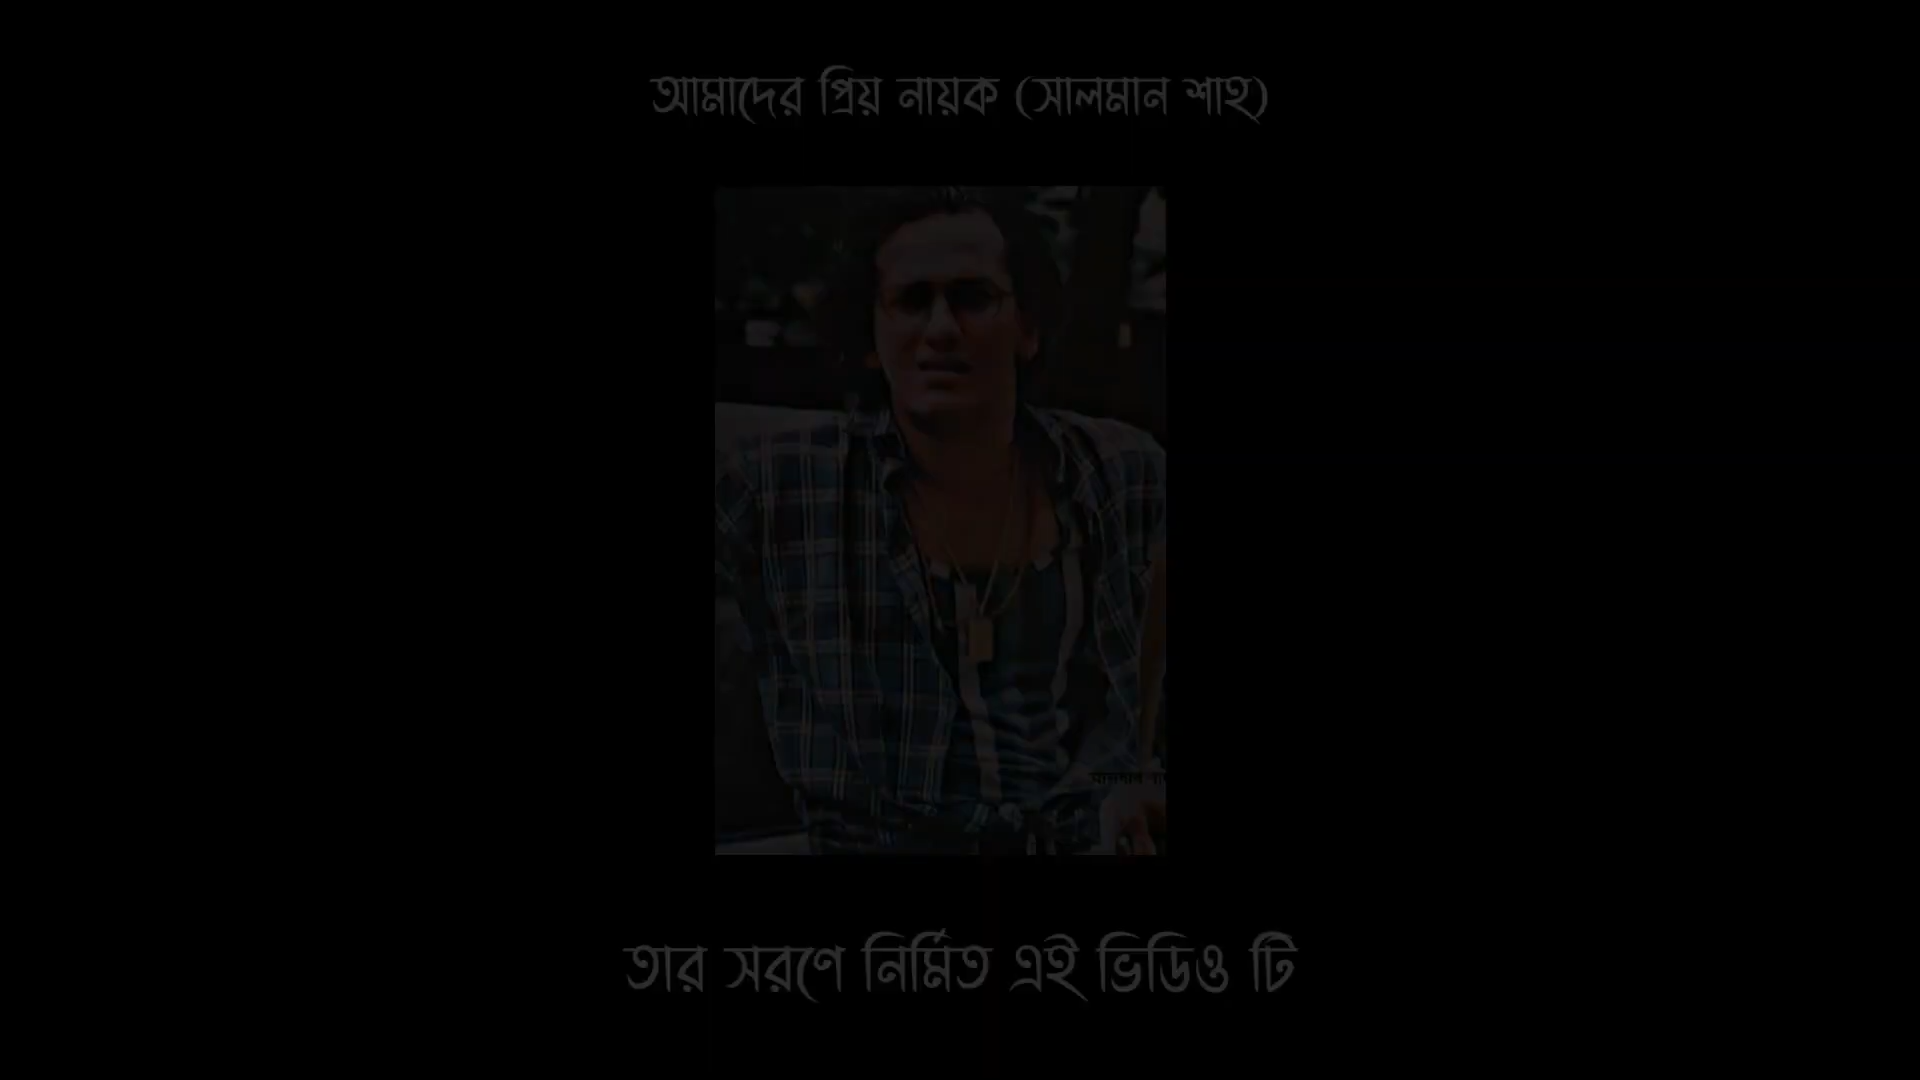 আমাদের প্রিয় নায়ক (সালমান শাহ)
তার সরণে নির্মিত এই ভিডিও টি